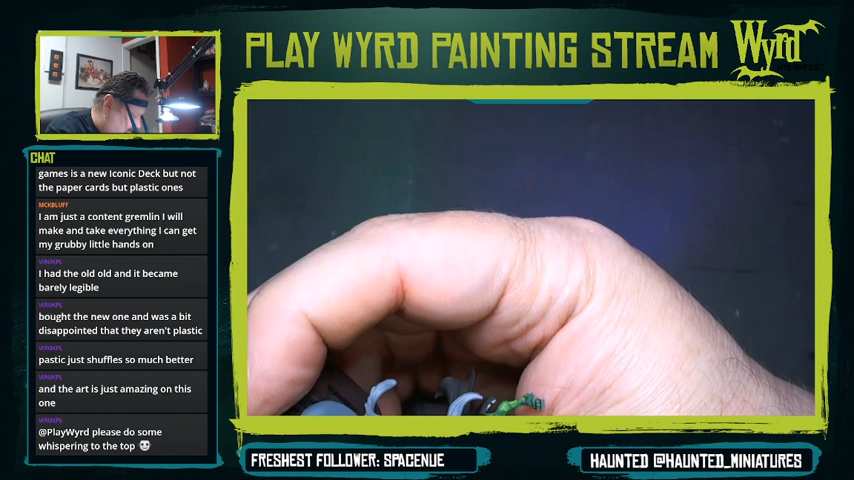 PLAY WYRD PAINTING STREAM
Wyrd
CHAT
games is a new Iconic Deck but not
the paper cards but plastic ones
MCKBLUFF
I am just a content gremlin I will
make and take everything I can get
my grubby little hands on
I had the old old and it became
barely legible
bought the new one and was a bit
disappointed that they aren't plastic
pastic just shuffles so much better
and the art is just amazing on this
one
@PlayWyrd please do some
whispering to the top
FRESHEST FOLLOWER: SPACENUE
HAUNTED @HAUNTED_MINIATURES